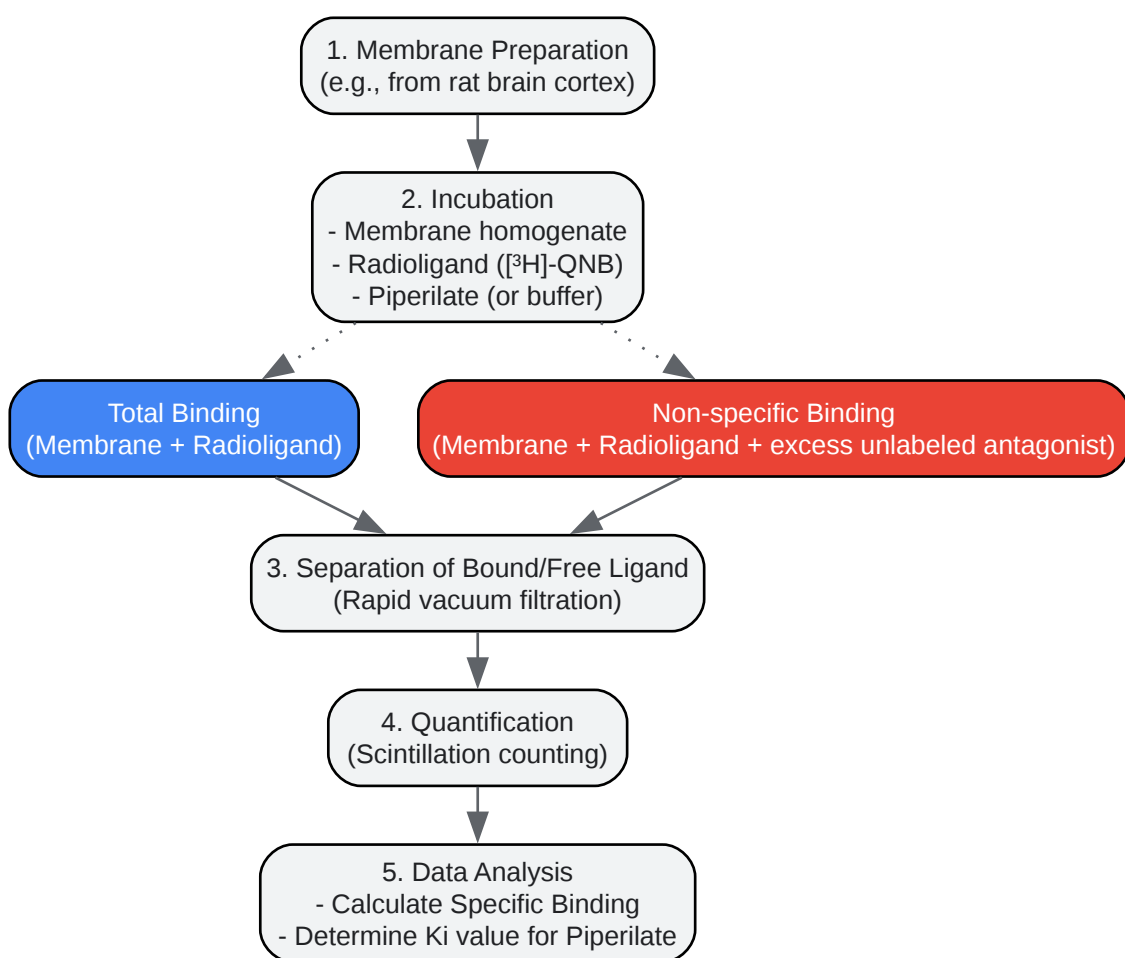 1. Membrane Preparation
(e.g., from rat brain cortex)
2. Incubation
- Membrane homogenate
- Radioligand ([³H]-QNB)
- Piperilate (or buffer)
Total Binding
(Membrane + Radioligand)
Non-specific Binding
(Membrane + Radioligand + excess unlabeled antagonist)
3. Separation of Bound/Free Ligand
(Rapid vacuum filtration)
4. Quantification
(Scintillation counting)
5. Data Analysis
- Calculate Specific Binding
- Determine Ki value for Piperilate